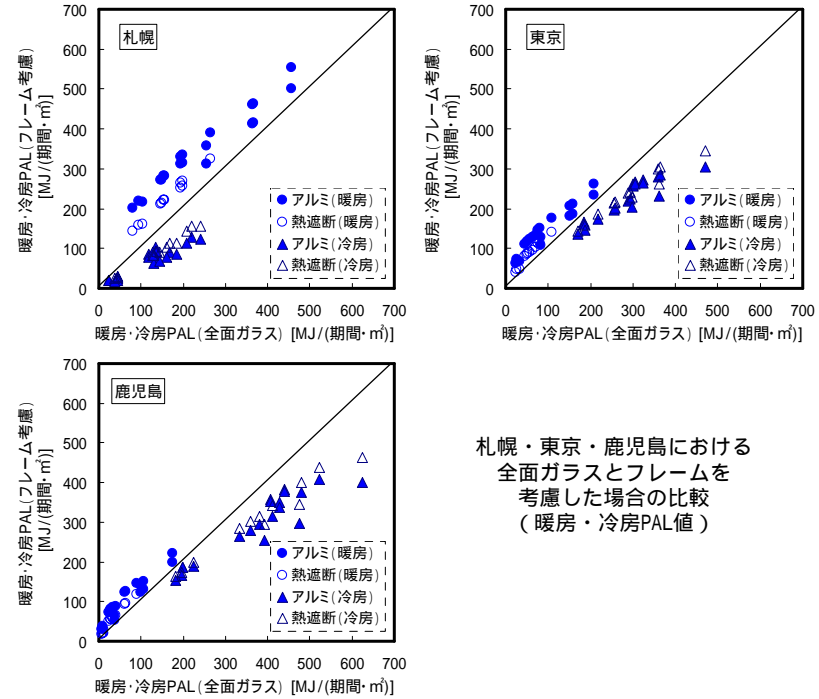 札幌
暖房･冷房PAL(フレーム考慮)
[MJ/(期間･㎡)]
700
600
500
400
300
200
100
0
アルミ(暖房)
熱遮断(暖房)
アルミ(冷房)
熱遮断(冷房)
0 100 200 300 400 500 600 700
暖房･冷房PAL(全面ガラス) [MJ/(期間･㎡)]
東京
暖房･冷房PAL(フレーム考慮)
[MJ/(期間･㎡)]
700
600
500
400
300
200
100
0
アルミ(暖房)
熱遮断(暖房)
アルミ(冷房)
熱遮断(冷房)
0 100 200 300 400 500 600 700
暖房･冷房PAL(全面ガラス) [MJ/(期間･㎡)]
鹿児島
暖房･冷房PAL(フレーム考慮)
[MJ/(期間･㎡)]
700
600
500
400
300
200
100
0
アルミ(暖房)
熱遮断(暖房)
アルミ(冷房)
熱遮断(冷房)
0 100 200 300 400 500 600 700
暖房･冷房PAL(全面ガラス) [MJ/(期間･㎡)]
札幌・東京・鹿児島における
全面ガラスとフレームを
考慮した場合の比較
(暖房・冷房PAL値)